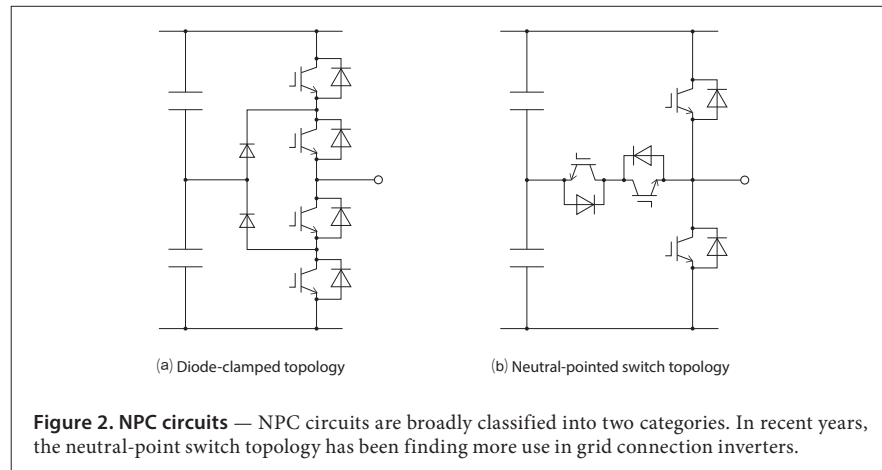 (a) Diode-clamped topology
(b) Neutral-pointed switch topology
Figure 2. NPC circuits — NPC circuits are broadly classified into two categories. In recent years,
the neutral-point switch topology has been finding more use in grid connection inverters.